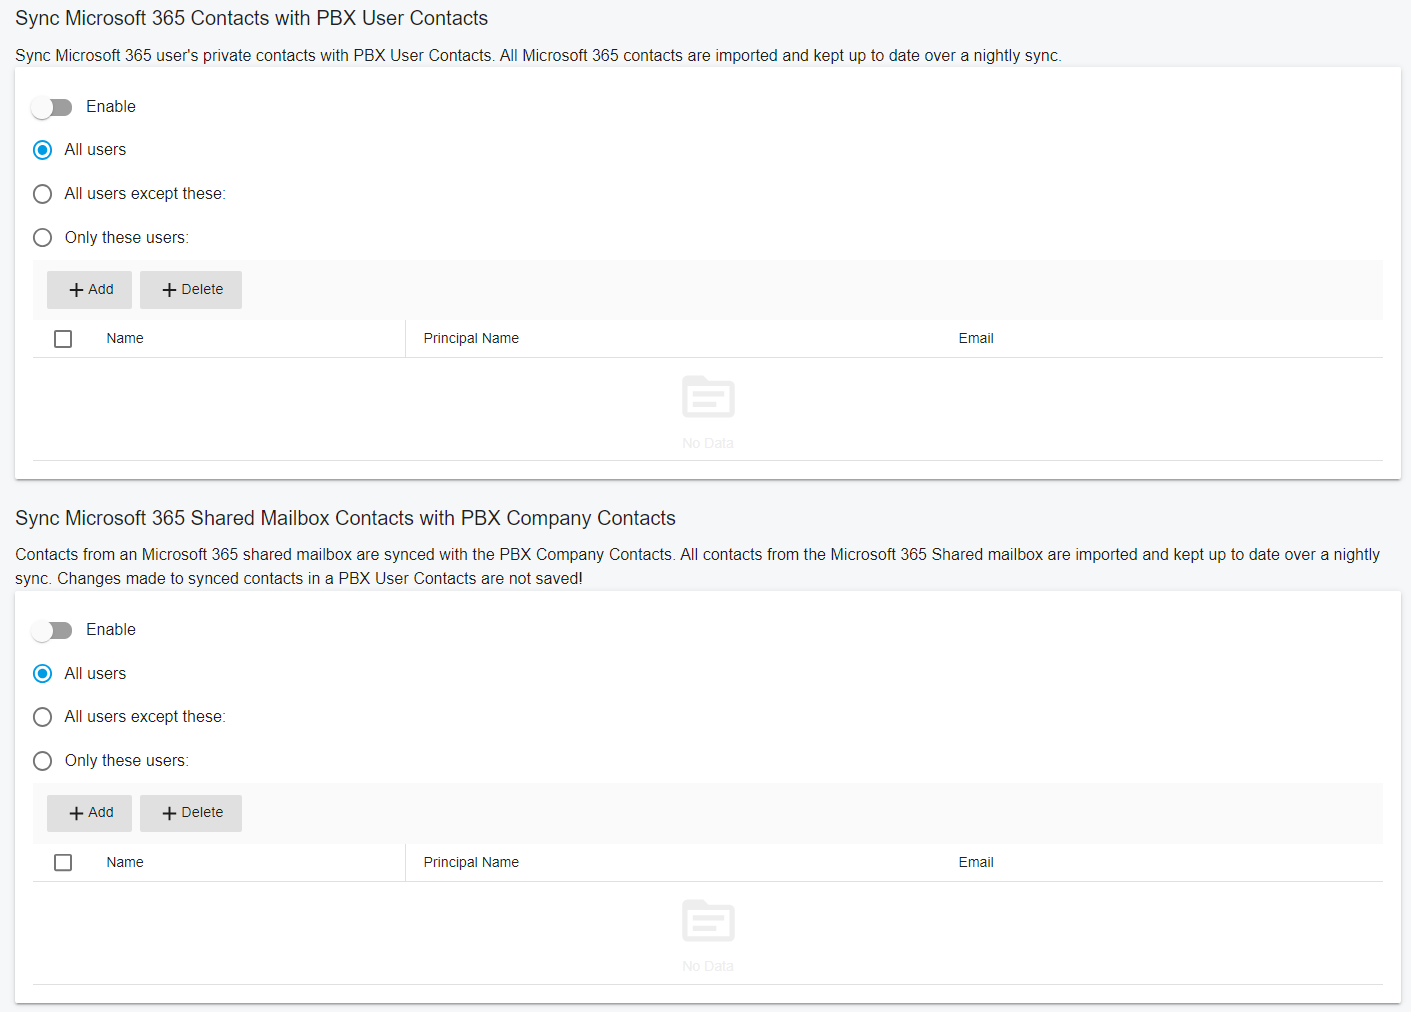 Sync Microsoft 365 Contacts with PBX User Contacts
Sync Microsoft 365 user's private contacts with PBX User Contacts. All Microsoft 365 contacts are imported and kept up to date over a nightly sync.
Enable
All users
All users except these:
Only these users:
Add Delete
Name Principal Name Email
No Data
Sync Microsoft 365 Shared Mailbox Contacts with PBX Company Contacts
Contacts from an Microsoft 365 shared mailbox are synced with the PBX Company Contacts. All contacts from the Microsoft 365 Shared mailbox are imported and kept up to date over a nightly
sync. Changes made to synced contacts in a PBX User Contacts are not saved!
Enable
All users
All users except these:
Only these users:
Add Delete
Name Principal Name Email
No Data